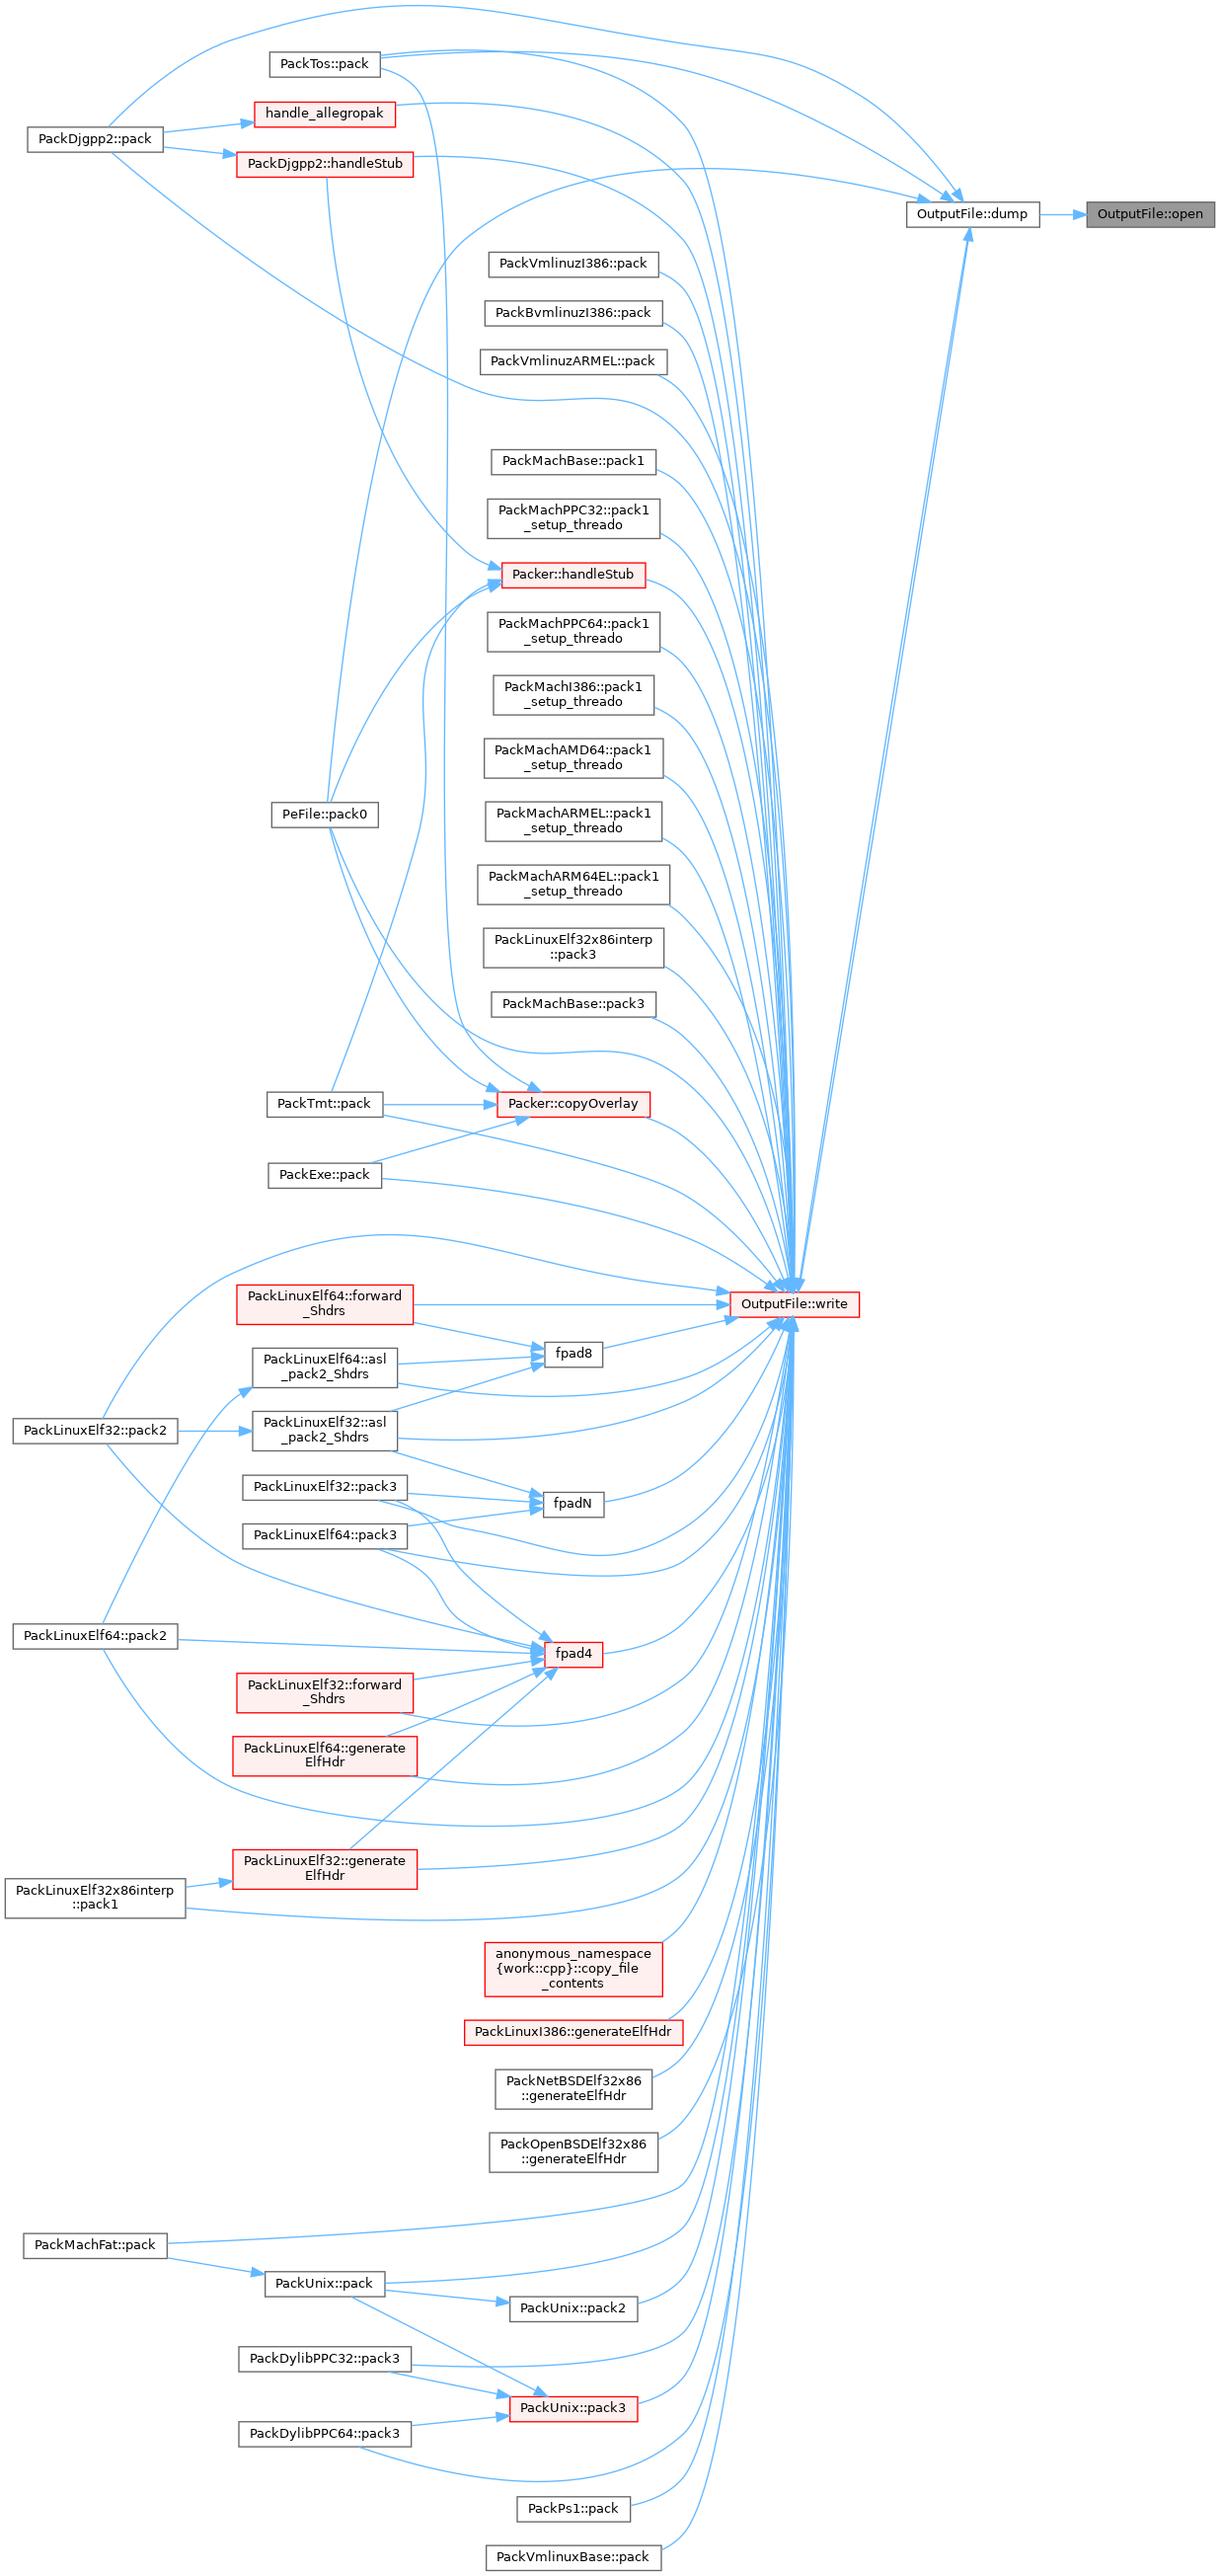 PackTos::pack
handle_allegropak
PackDjgpp2::pack
PackDjgpp2::handleStub
OutputFile::dump
OutputFile::open
PackVmlinuzI386::pack
PackBvmlinuzI386::pack
PackVmlinuzARMEL::pack
PackMachBase::pack1
PackMachPPC32::pack1
_setup_threado
Packer::handleStub
PackMachPPC64::pack1
_setup_threado
PackMachI386::pack1
_setup_threado
PackMachAMD64::pack1
_setup_threado
PeFile::pack0
PackMachARMEL::pack1
_setup_threado
PackMachARM64EL::pack1
_setup_threado
PackLinuxElf32x86interp
::pack3
PackMachBase::pack3
PackTmt::pack
Packer::copyOverlay
PackExe::pack
PackLinuxElf64::forward
_Shdrs
OutputFile::write
fpad8
PackLinuxElf64::asl
_pack2_Shdrs
PackLinuxElf32::pack2
PackLinuxElf32::asl
_pack2_Shdrs
PackLinuxElf32::pack3
fpadN
PackLinuxElf64::pack3
PackLinuxElf64::pack2
fpad4
PackLinuxElf32::forward
_Shdrs
PackLinuxElf64::generate
ElfHdr
PackLinuxElf32::generate
ElfHdr
PackLinuxElf32x86interp
::pack1
anonymous_namespace
{work::cpp}::copy_file
_contents
PackLinuxI386::generateElfHdr
PackNetBSDElf32x86
::generateElfHdr
PackOpenBSDElf32x86
::generateElfHdr
PackMachFat::pack
PackUnix::pack
PackUnix::pack2
PackDylibPPC32::pack3
PackUnix::pack3
PackDylibPPC64::pack3
PackPs1::pack
PackVmlinuxBase::pack